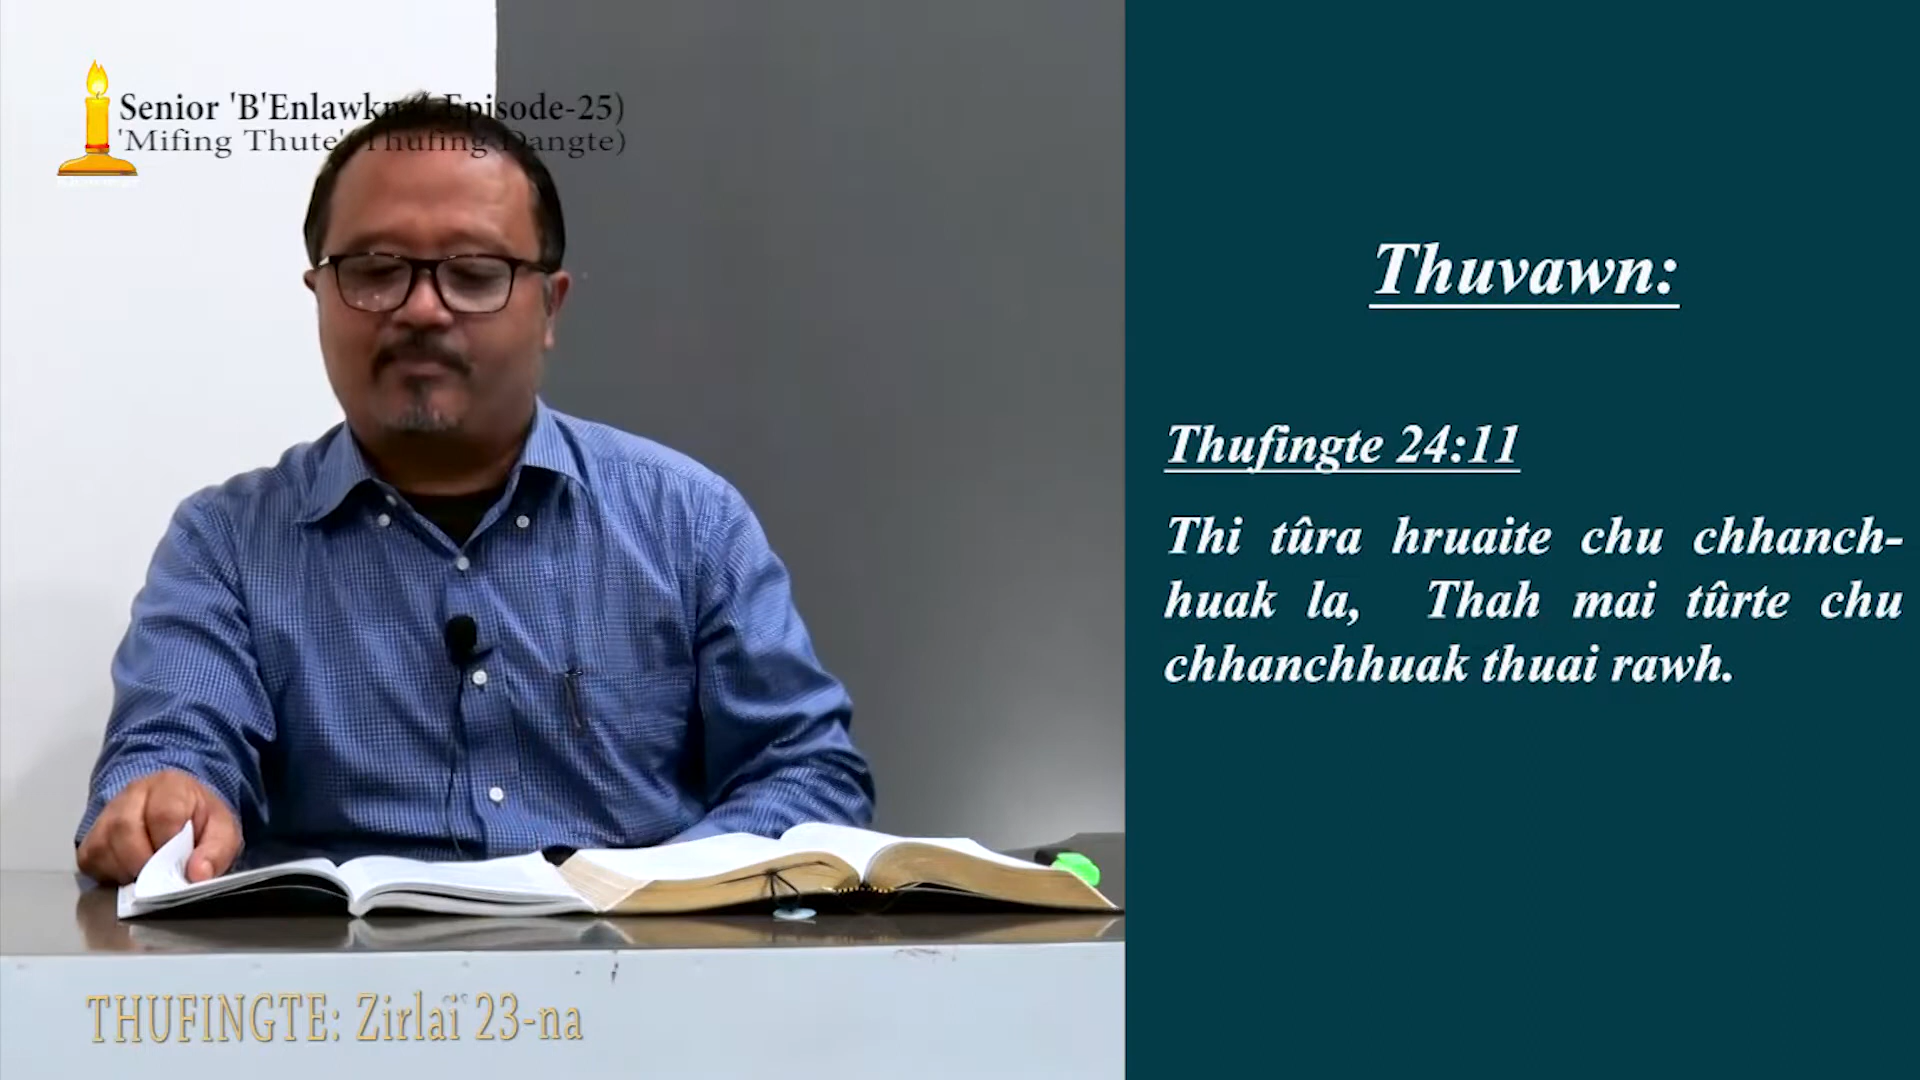 Senior 'B'Enlawkna( Episode-25)
'Mifing Thute' (Thufing Dangte)
Thuvawn:
Thufingte 24:11
Thi tûra hruaite chu chhanch-
huak la, Thah mai tûrte chu
chhanchhuak thuai rawh.
THUFINGTE: Zirlai 23-na